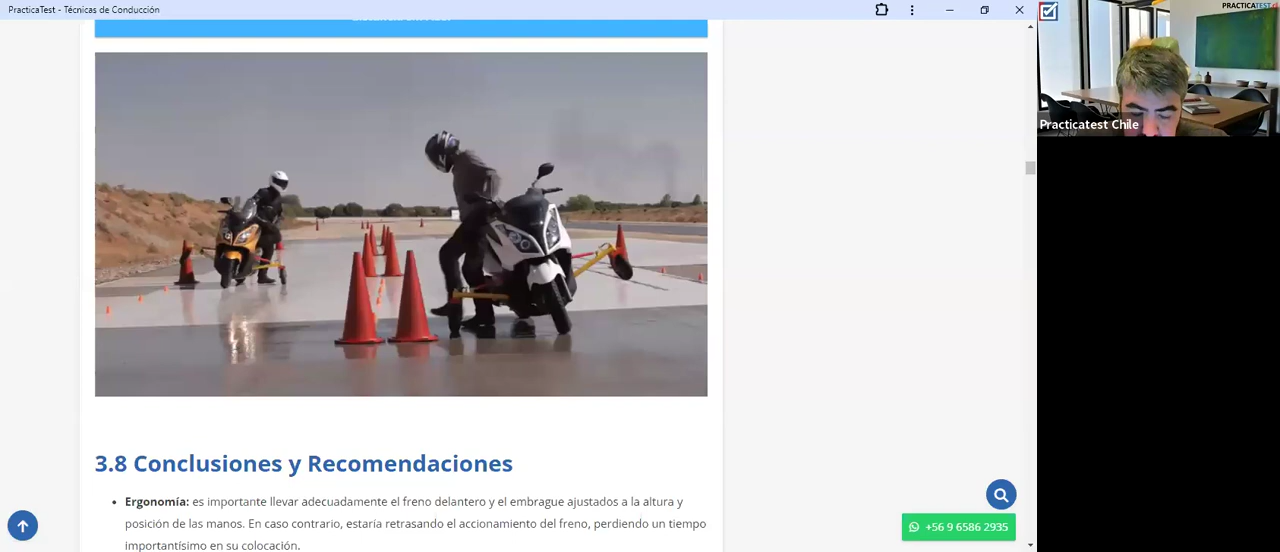 PracticaTest - Técnicas de Conducción
PRACTICATEST
Practicatest Chile
3.8 Conclusiones y Recomendaciones
Ergonomía: es importante llevar adecuadamente el freno delantero y el embrague ajustados a la altura y
posición de las manos. En caso contrario, estaría retrasando el accionamiento del freno, perdiendo un tiempo
importantísimo en su colocación.
+56 9 6586 2935